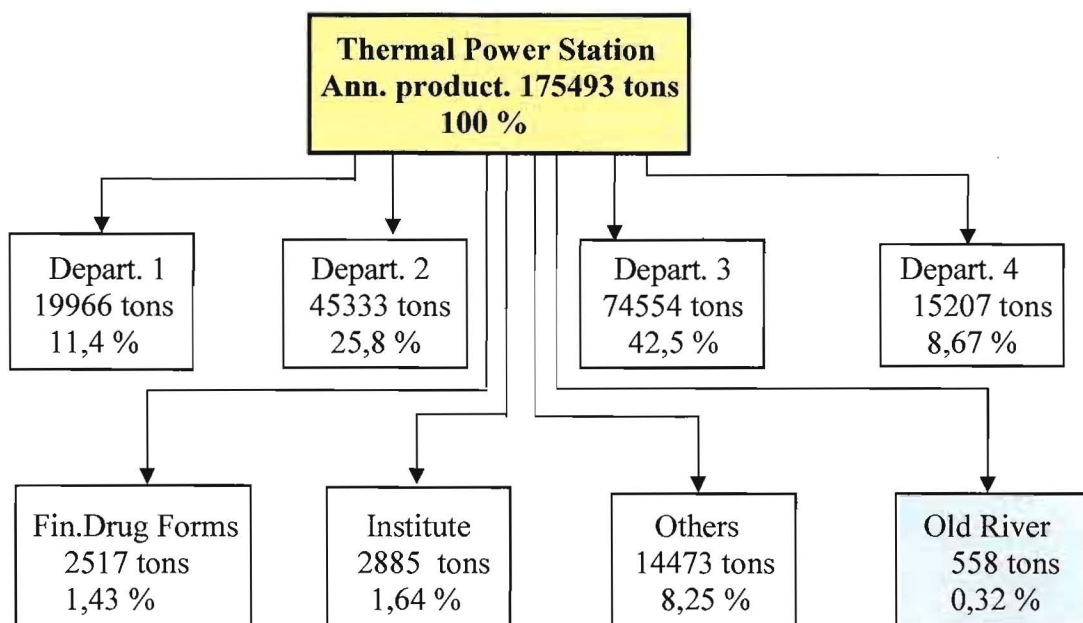 Thermal Power Station
Ann. product. 175493 tons
100 %
Depart. 1
19966 tons
11,4 %
Depart. 2
45333 tons
25,8 %
Depart. 3
74554 tons
42,5 %
Depart. 4
15207 tons
8,67 %
Fin.Drug Forms
2517 tons
1,43 %
Institute
2885 tons
1,64 %
Others
14473 tons
8,25 %
Old River
558 tons
0,32 %